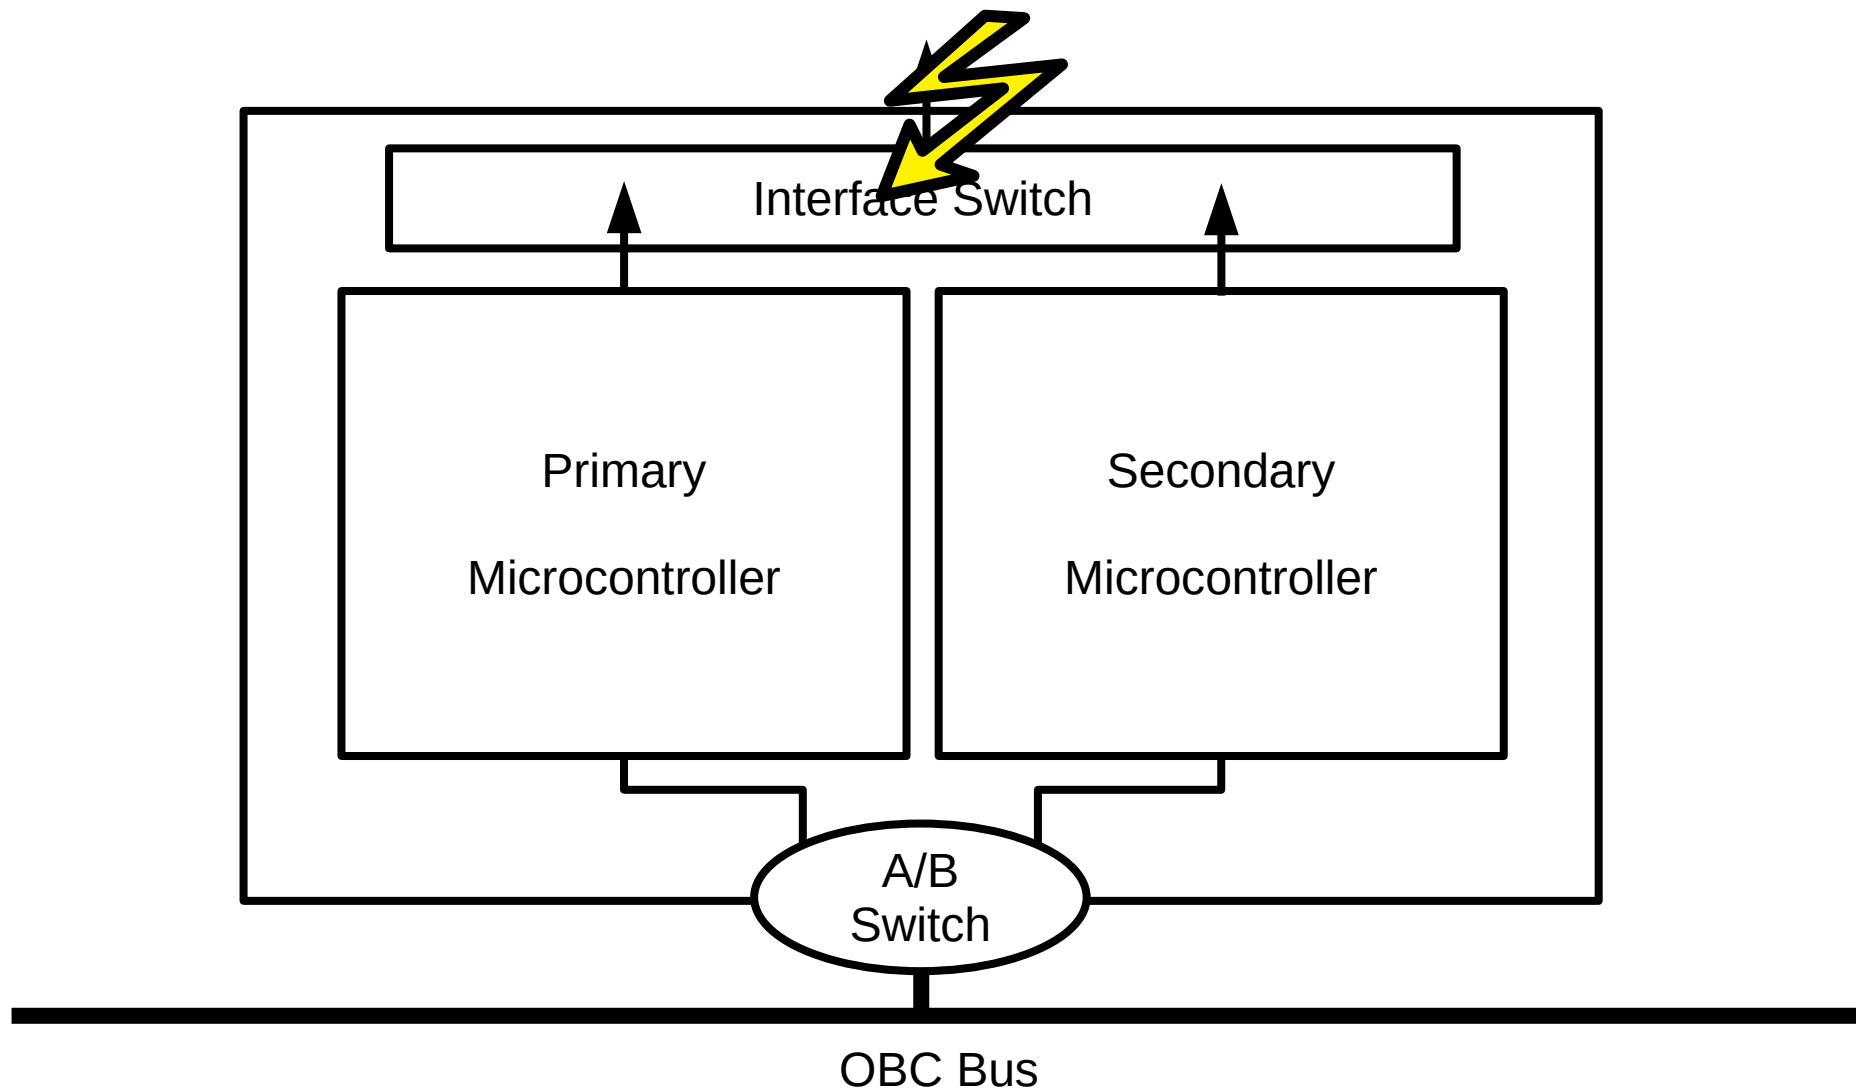 Interface Switch
Primary
Microcontroller
Secondary
Microcontroller
A/B
Switch
OBC Bus